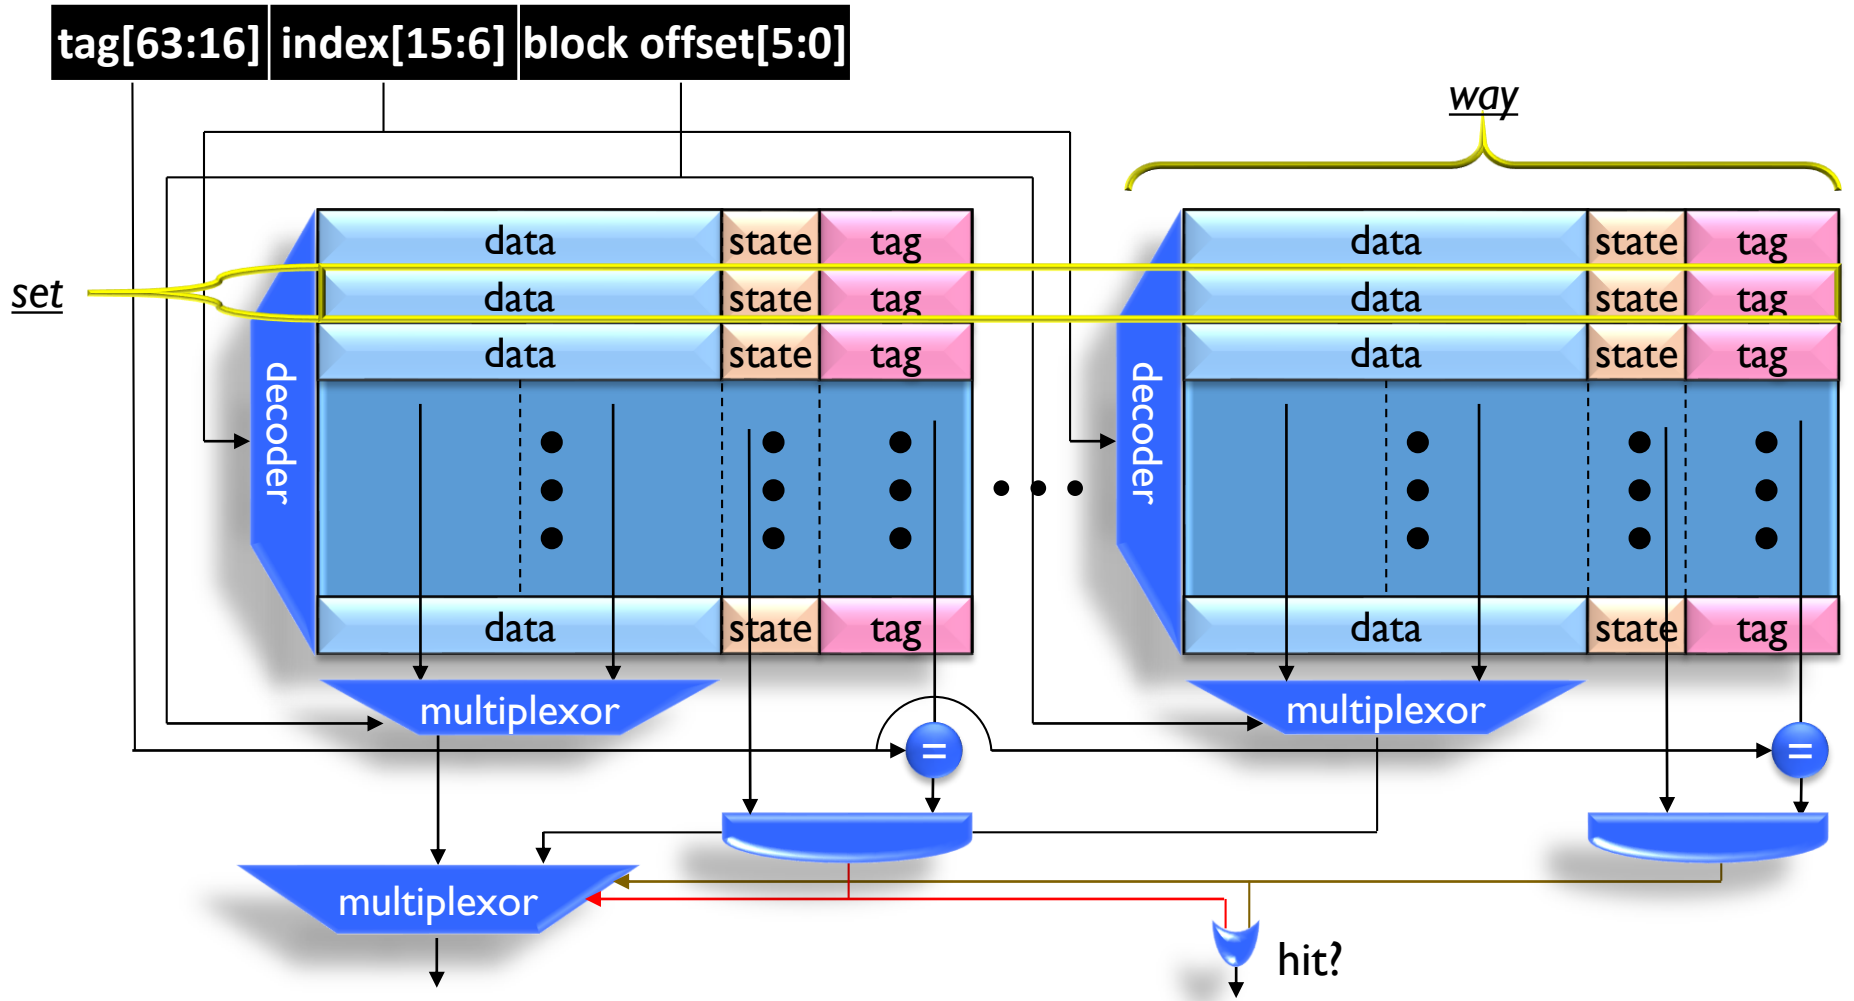 tag[63:16] index[15:6] block offset[5:0]
way
data state tag data state tag
set data state tag data state tag
data state tag data state tag
decoder decoder
data state tag data state tag
multiplexor multiplexor
= =
multiplexor
hit?